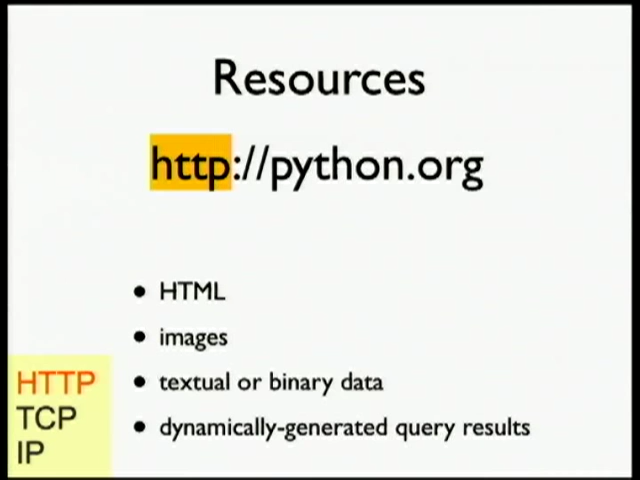 Resources
http://python.org
• HTML
• images
• textual or binary data
• dynamically-generated query results
HTTP
TCP
IP